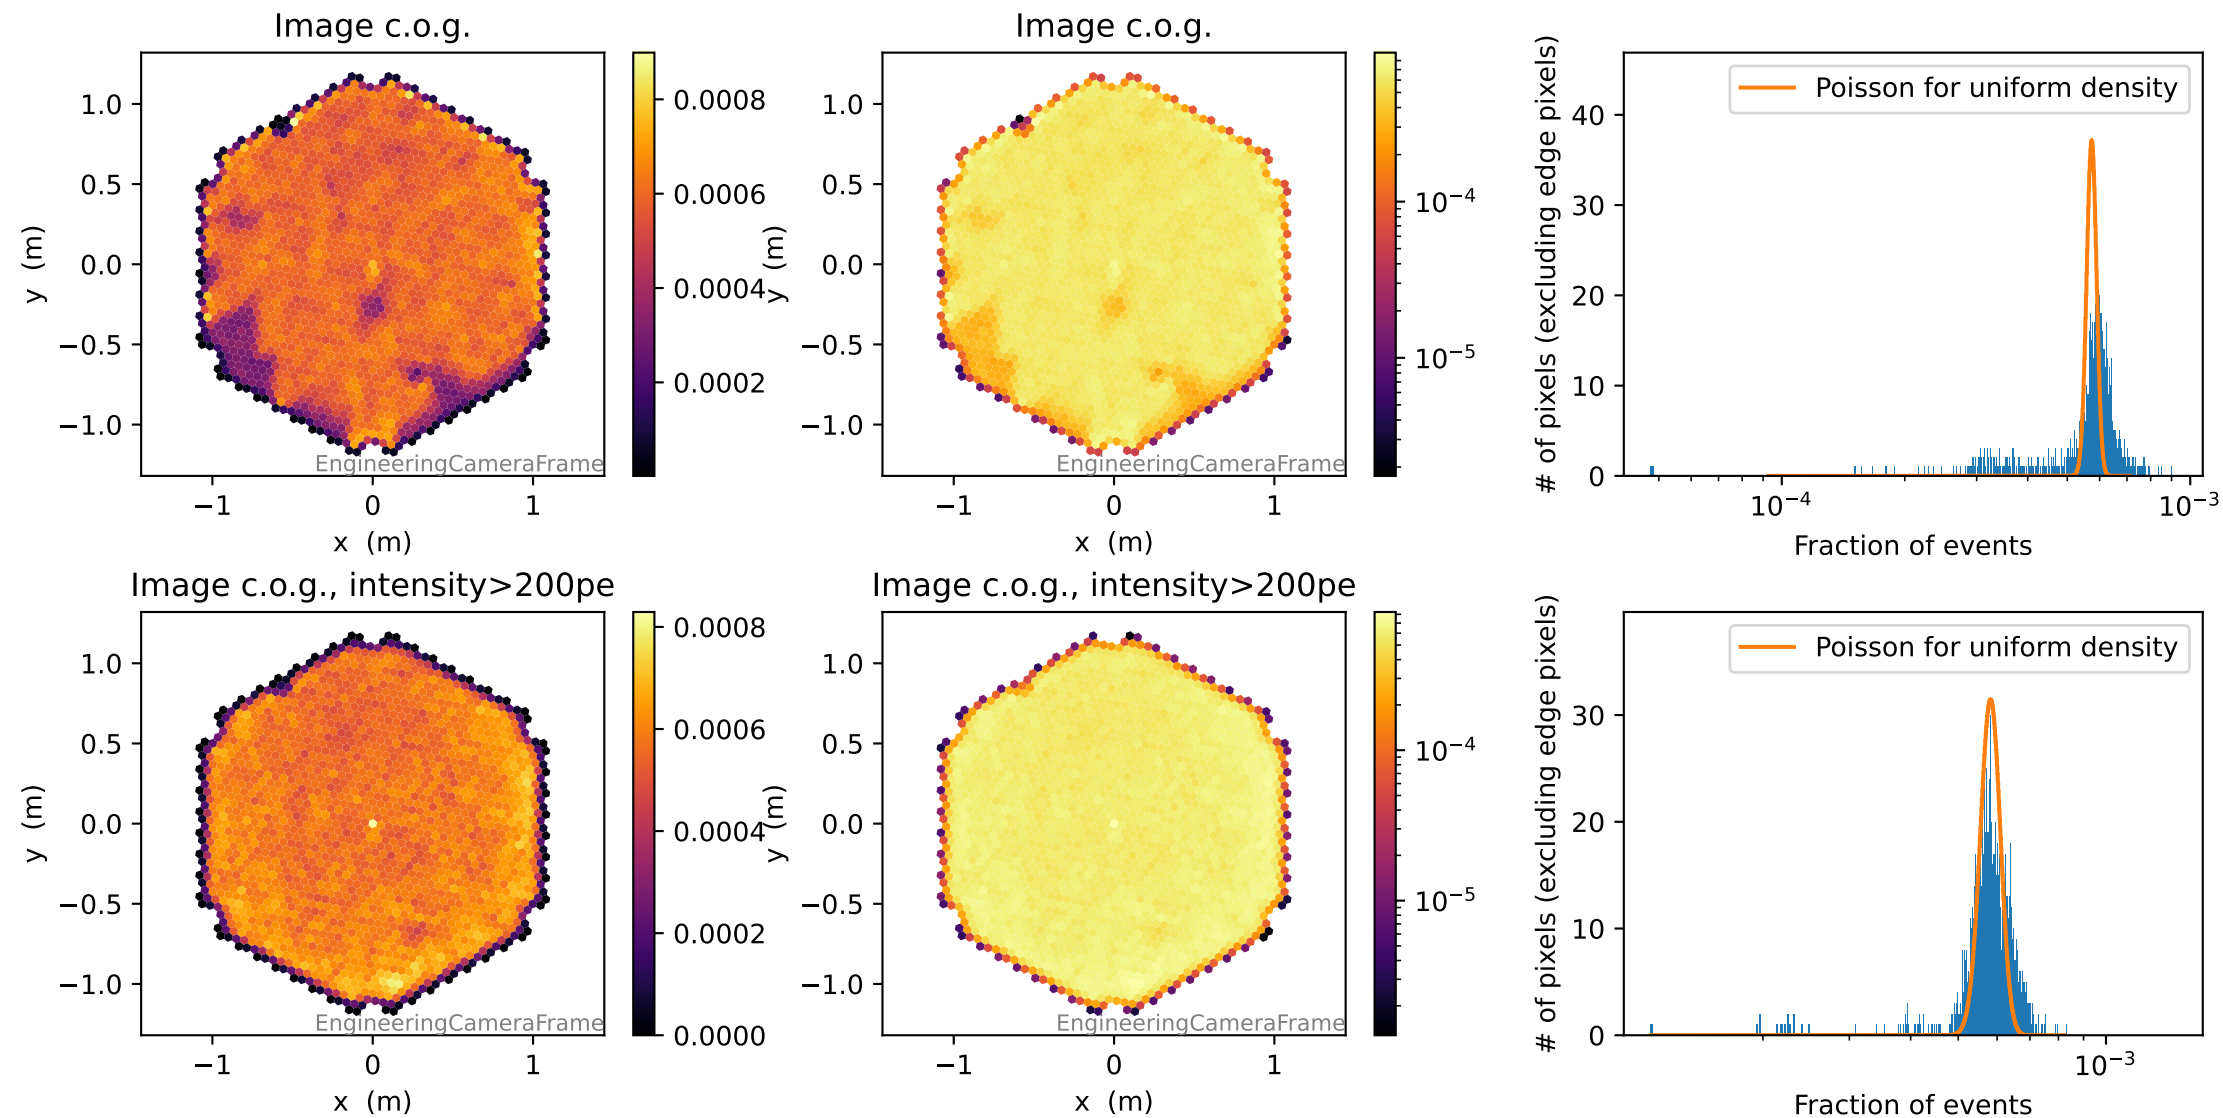 Image c.o.g.
1.0
0.5
0.0
−0.5
−1.0
y (m)
−1
0
1
x (m)
EngineeringCameraFrame
0.0008
0.0006
0.0004
0.0002
Image c.o.g.
1.0
0.5
0.0
−0.5
−1.0
y (m)
−1
0
1
x (m)
EngineeringCameraFrame
10⁻⁴
10⁻⁵
# of pixels (excluding edge pixels)
40
30
20
10
0
Poisson for uniform density
10⁻⁴
10⁻³
Fraction of events
Image c.o.g., intensity>200pe
1.0
0.5
0.0
−0.5
−1.0
y (m)
−1
0
1
x (m)
EngineeringCameraFrame
0.0008
0.0006
0.0004
0.0002
0.0000
Image c.o.g., intensity>200pe
1.0
0.5
0.0
−0.5
−1.0
y (m)
−1
0
1
x (m)
EngineeringCameraFrame
10⁻⁴
10⁻⁵
# of pixels (excluding edge pixels)
30
20
10
0
Poisson for uniform density
10⁻³
Fraction of events